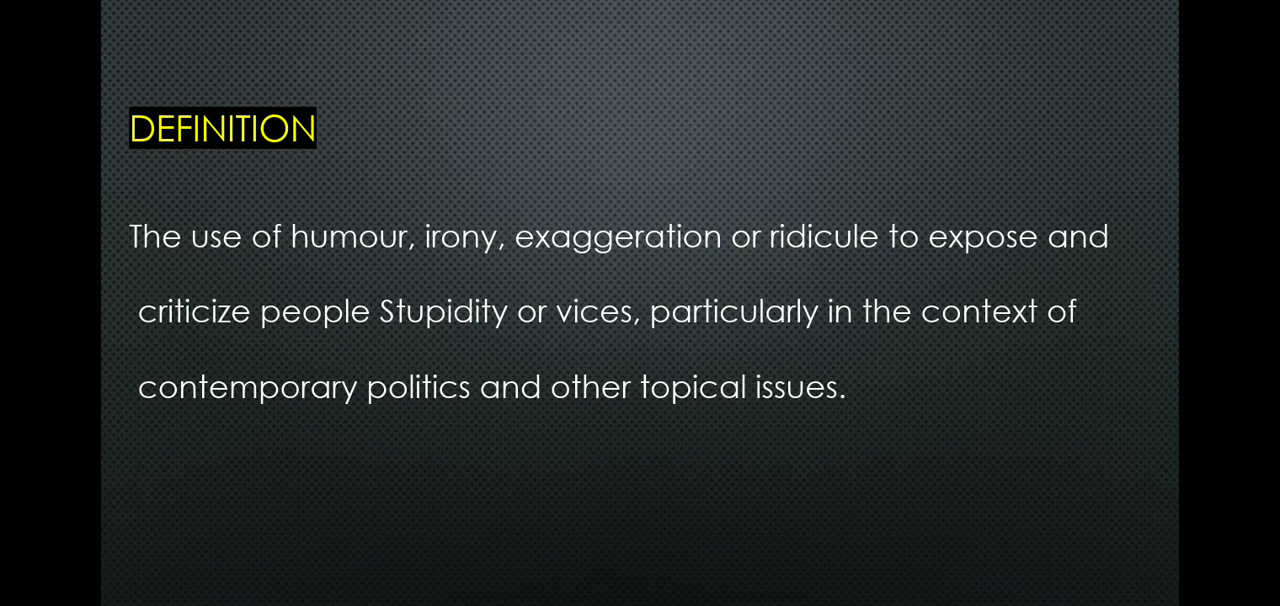 DEFINITION
The use of humour, irony, exaggeration or ridicule to expose and
criticize people Stupidity or vices, particularly in the context of
contemporary politics and other topical issues.